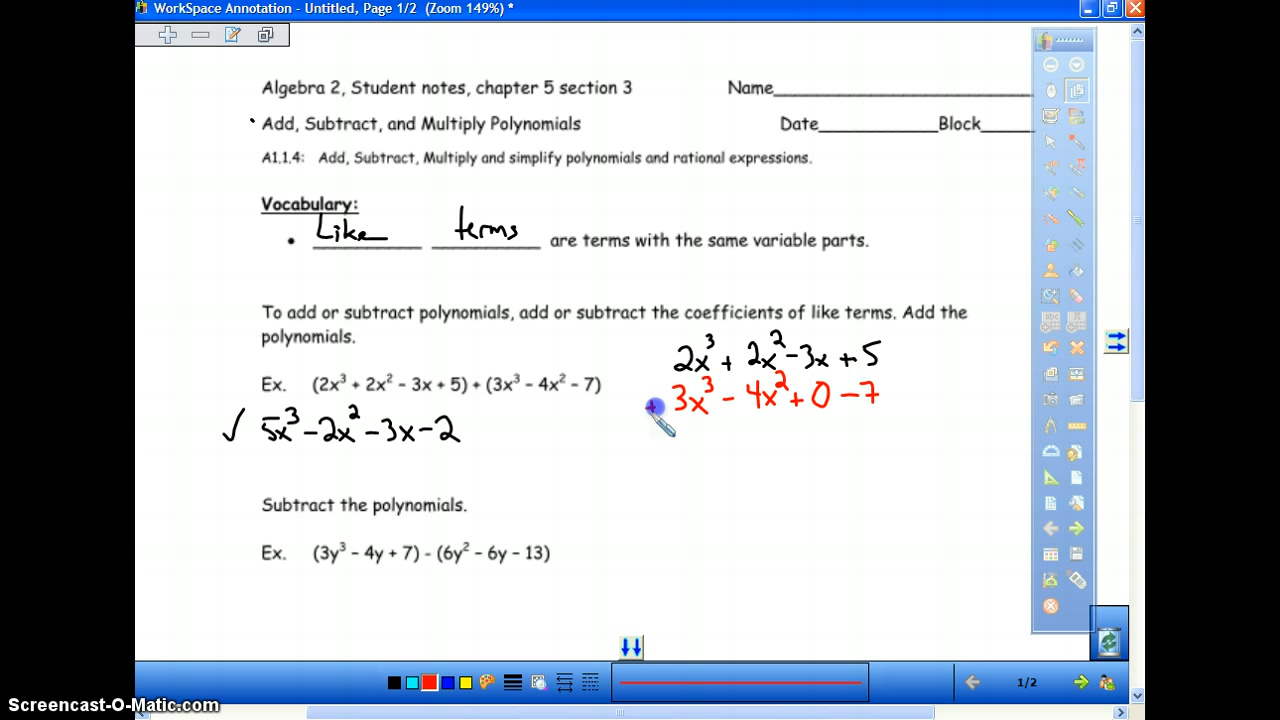 WorkSpace Annotation - Untitled, Page 1/2 (Zoom 149%) *
Algebra 2, Student notes, chapter 5 section 3 Name____________________
Add, Subtract, and Multiply Polynomials Date___________Block_____
A1.1.4: Add, Subtract, Multiply and simplify polynomials and rational expressions.
Vocabulary:
• Like terms are terms with the same variable parts.
To add or subtract polynomials, add or subtract the coefficients of like terms. Add the
polynomials.
2x³ + 2x² - 3x + 5
Ex. (2x³ + 2x² - 3x + 5) + (3x³ - 4x² - 7)
+ 3x³ - 4x² + 0 - 7
✓ 5x³ - 2x² - 3x - 2
Subtract the polynomials.
Ex. (3y³ - 4y + 7) - (6y² - 6y - 13)
1/2
Screencast-O-Matic.com